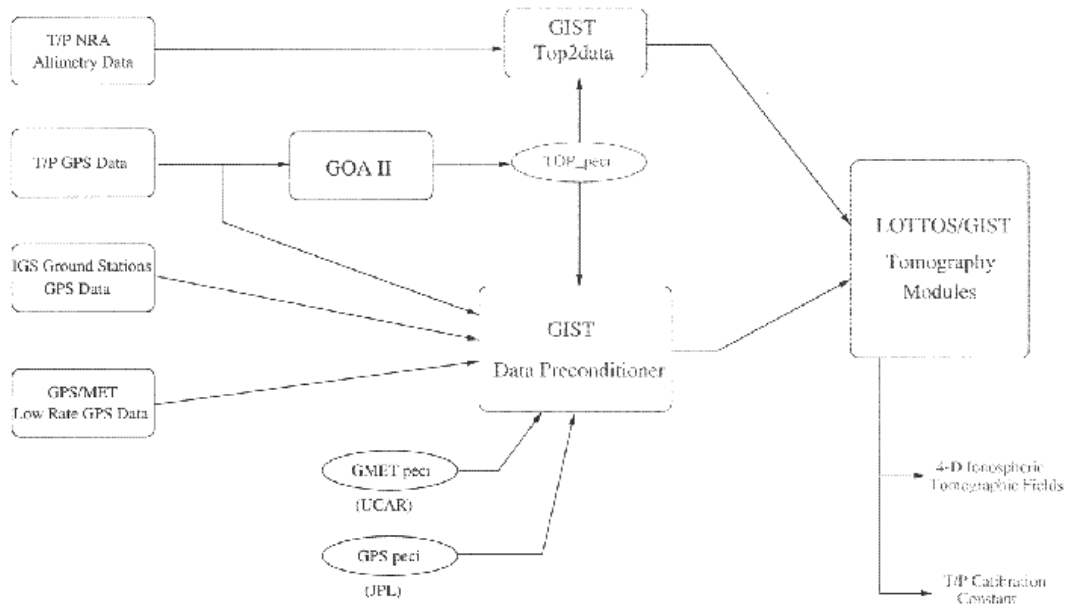 T/P NRA
Altimetry Data
GIST
Top2data
T/P GPS Data
GOA II
TOP_peci
LOTTOS/GIST
Tomography
Modules
IGS Ground Stations
GPS Data
GIST
Data Preconditioner
GPS/MET
Low Rate GPS Data
GMET peci
(UCAR)
GPS peci
(JPL)
4-D Ionospheric
Tomographic Fields
T/P Calibration
Constant